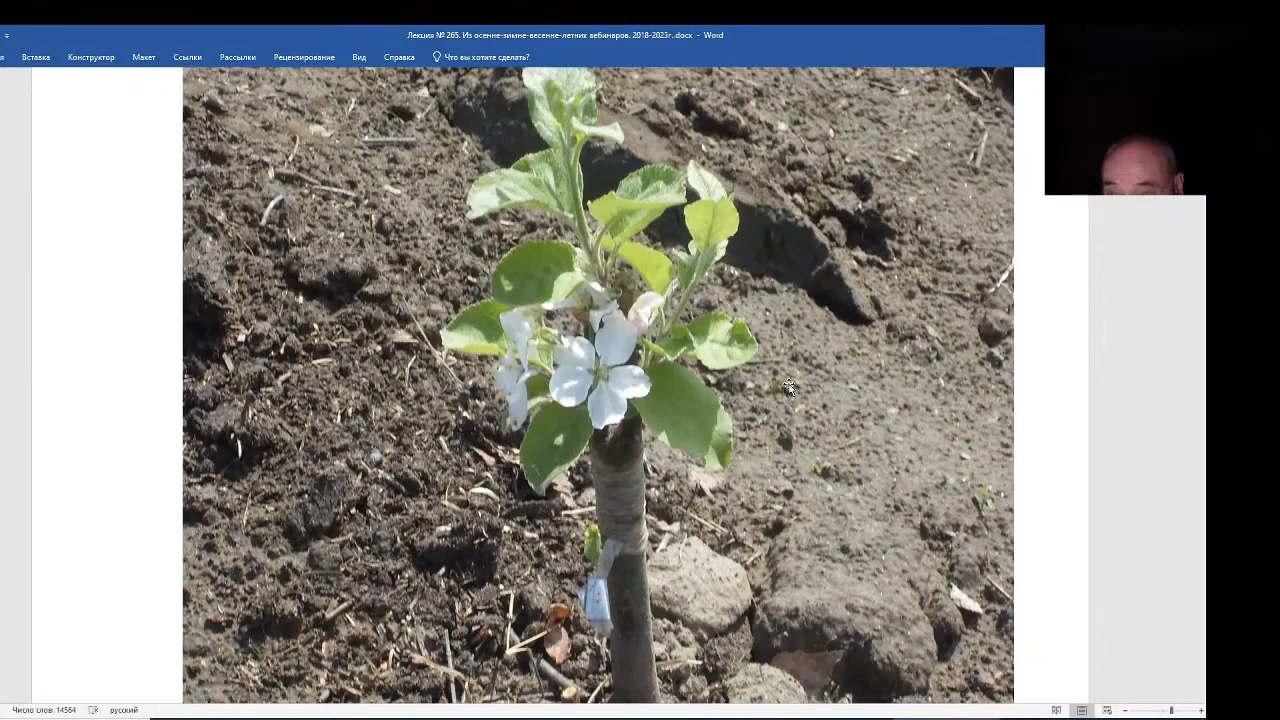 Лекция № 265. Из осенне-зимне-весенне-летних вебинаров. 2018-2023г..docx - Word
Вставка Конструктор Макет Ссылки Рассылки Рецензирование Вид Справка Что вы хотите сделать?
Число слов: 14564 русский